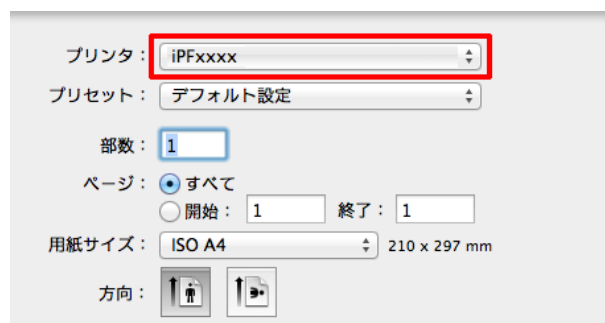 プリンタ： iPFxxxx
プリセット： デフォルト設定
部数： 1
ページ： すべて
開始： 1 終了： 1
用紙サイズ： ISO A4 210 x 297 mm
方向：